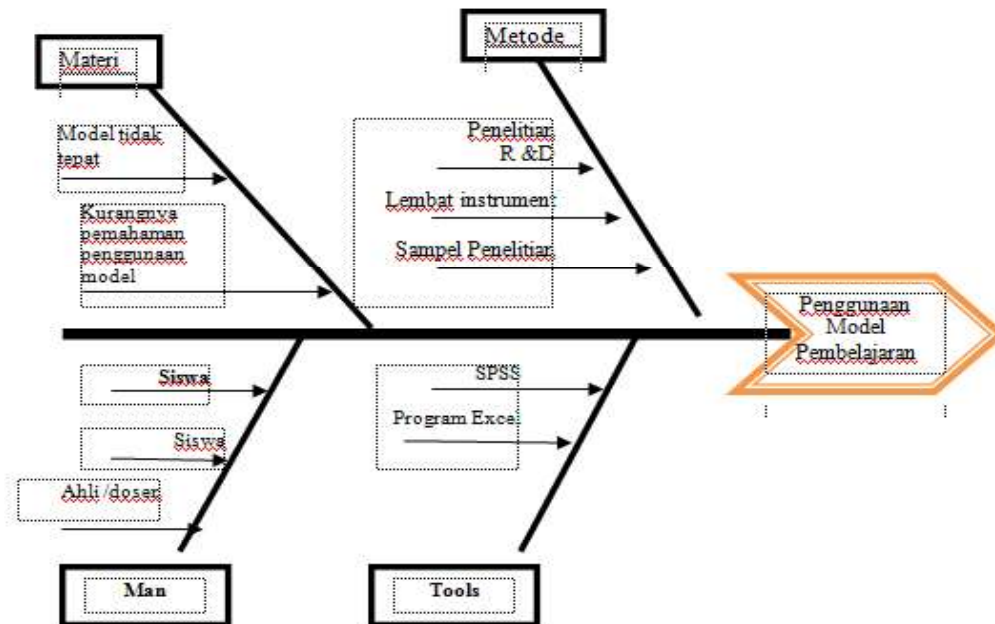 Materi
Metode
Model tidak
tepat
Kurangnya
pemahaman
penggunaan
model
Penelitian
R &D
Lembat instrument
Sampel Penelitian
Penggunaan
Model
Pembelajaran
Siswa
Siswa
Ahli /dosen
SPSS
Program Excel
Man
Tools